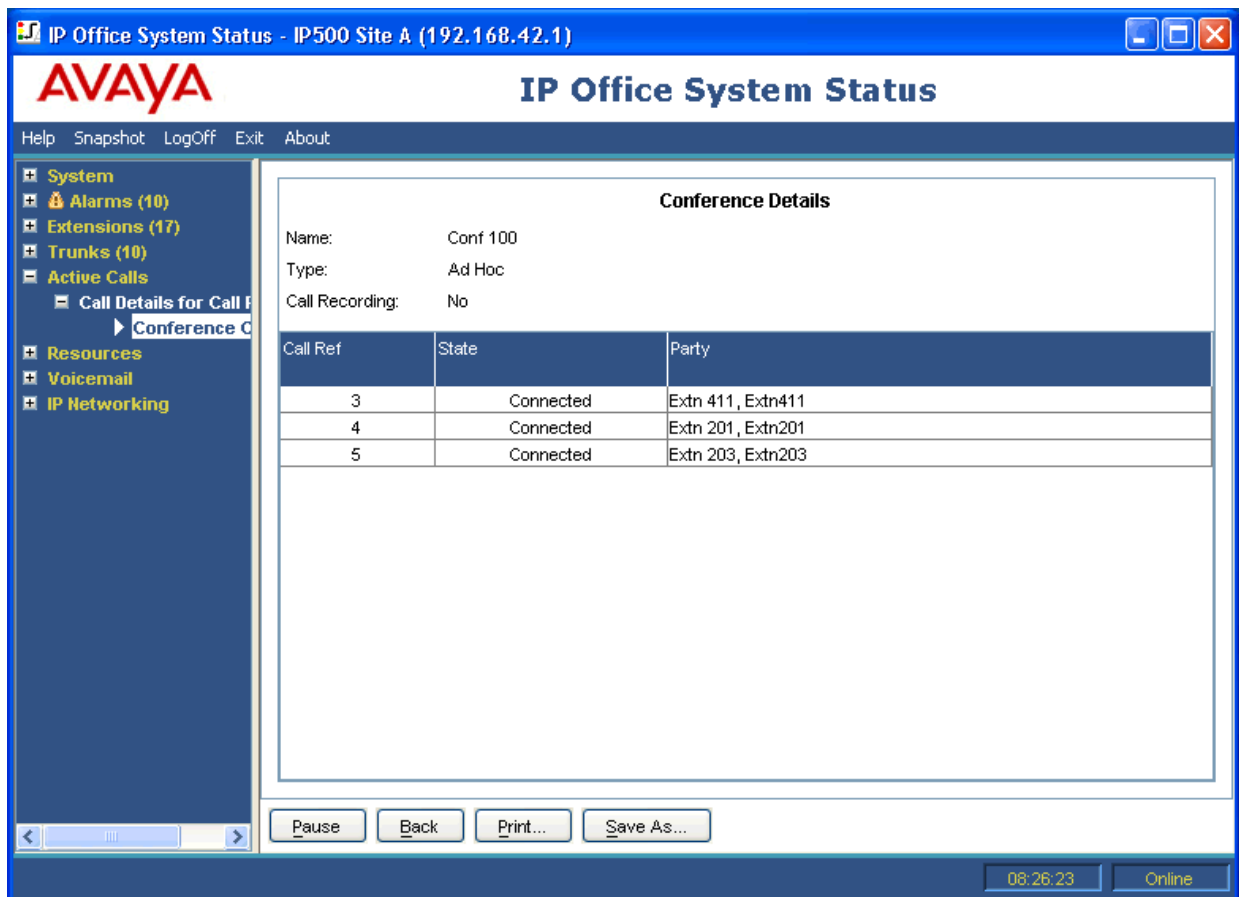 IP Office System Status - IP500 Site A (192.168.42.1)
AVAYA
IP Office System Status
Help Snapshot LogOff Exit About
System
Alarms (10)
Extensions (17)
Trunks (10)
Active Calls
Call Details for Call
Conference
Resources
Voicemail
IP Networking
Conference Details
Name: Conf 100
Type: Ad Hoc
Call Recording: No
Call Ref State Party
3 Connected Extn 411, Extn411
4 Connected Extn 201, Extn201
5 Connected Extn 203, Extn203
Pause Back Print... Save As...
08:26:23 Online